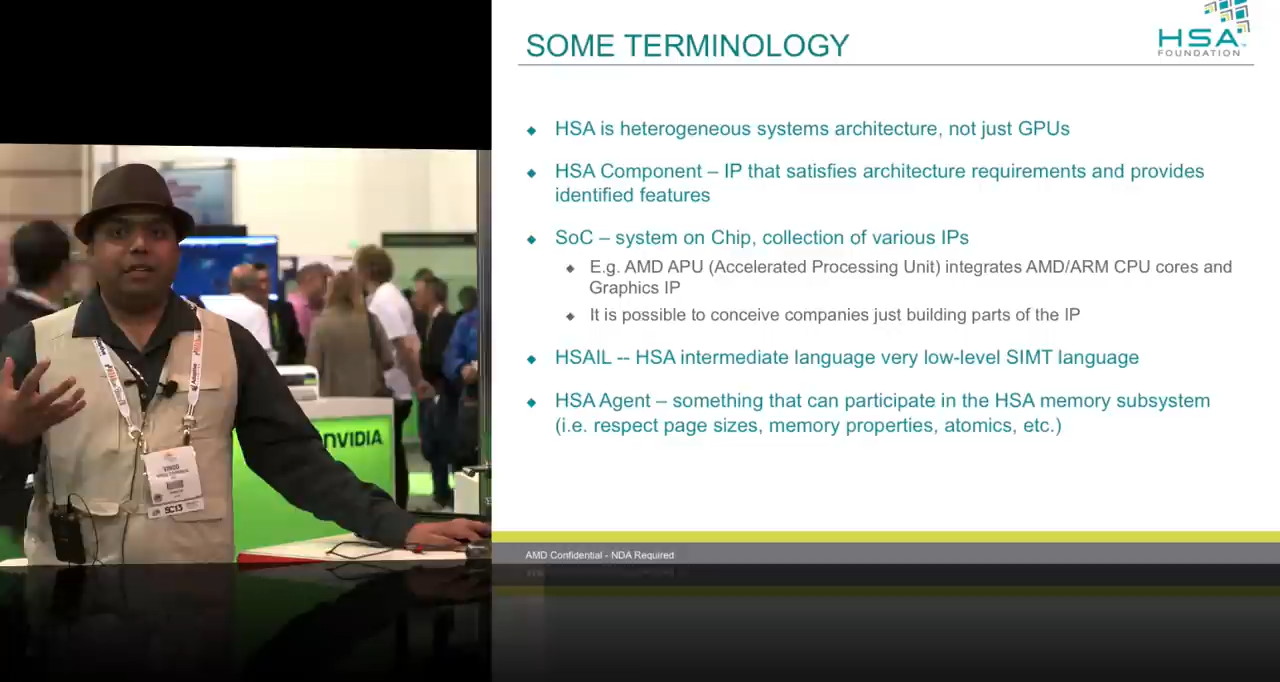 SOME TERMINOLOGY
HSA
FOUNDATION
HSA is heterogeneous systems architecture, not just GPUs
HSA Component – IP that satisfies architecture requirements and provides
identified features
SoC – system on Chip, collection of various IPs
E.g. AMD APU (Accelerated Processing Unit) integrates AMD/ARM CPU cores and
Graphics IP
It is possible to conceive companies just building parts of the IP
HSAIL -- HSA intermediate language very low-level SIMT language
HSA Agent – something that can participate in the HSA memory subsystem
(i.e. respect page sizes, memory properties, atomics, etc.)
AMD Confidential - NDA Required
NVIDIA
VINOD
SC13